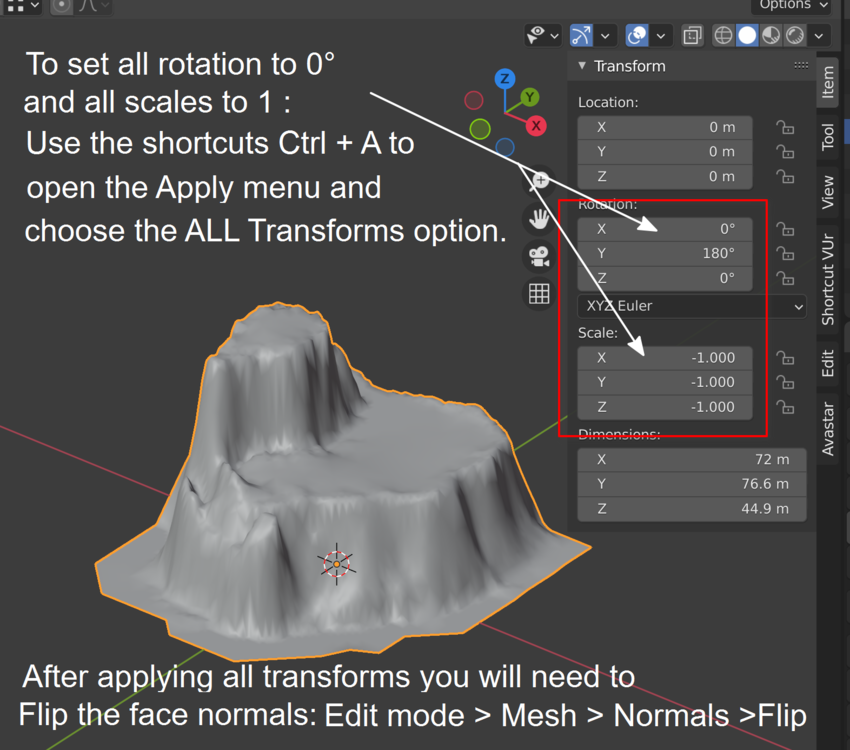 Options
To set all rotation to 0°
and all scales to 1 :
Use the shortcuts Ctrl + A to
open the Apply menu and
choose the ALL Transforms option.
Z
Y
X
Transform
Location:
X 0 m
Y 0 m
Z 0 m
Rotation:
X 0°
Y 180°
Z 0°
XYZ Euler
Scale:
X -1.000
Y -1.000
Z -1.000
Dimensions:
X 72 m
Y 76.6 m
Z 44.9 m
Item
Tool
View
Shortcut VUr
Edit
Avastar
After applying all transforms you will need to
Flip the face normals: Edit mode > Mesh > Normals >Flip